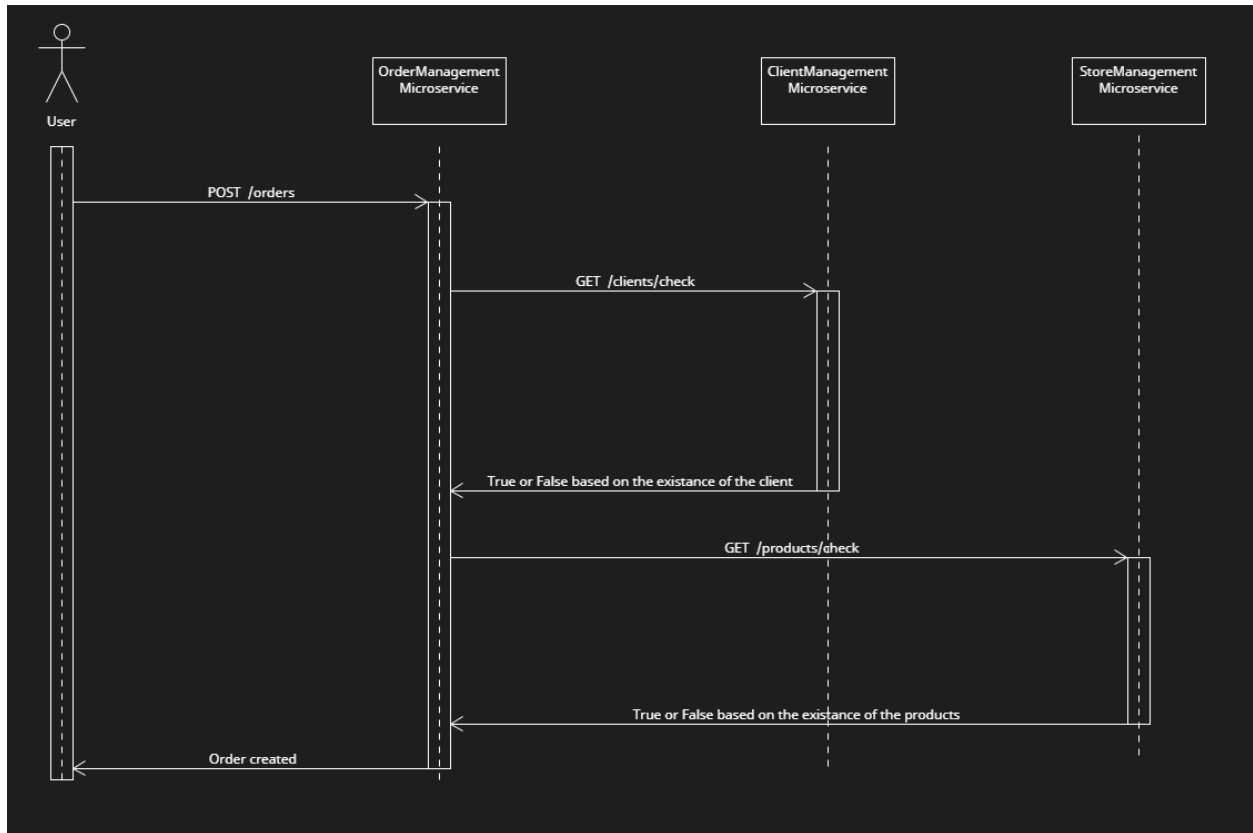 OrderManagement
Microservice
ClientManagement
Microservice
StoreManagement
Microservice
User
POST /orders
GET /clients/check
True or False based on the existance of the client
GET /products/check
True or False based on the existance of the products
Order created